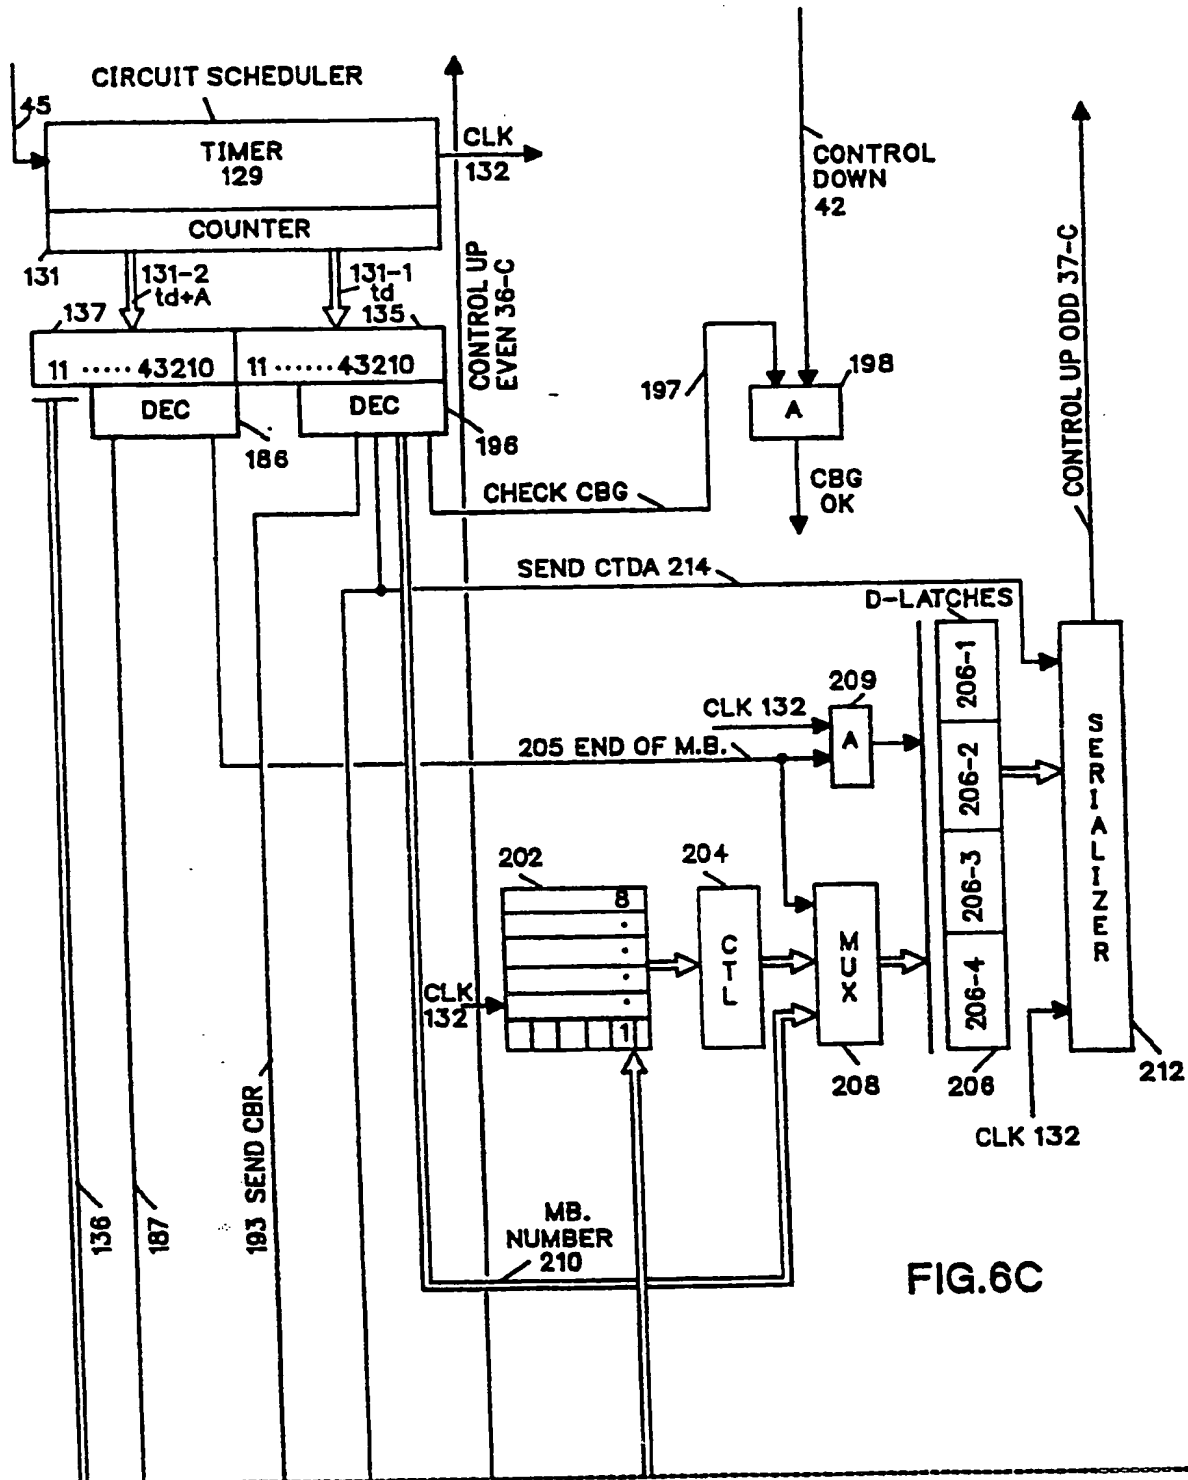 CIRCUIT SCHEDULER
45
TIMER
129
CLK
132
COUNTER
131
131-2
td+A
131-1
td
137
135
11 ..... 43210
11 ...... 43210
DEC
DEC
186
196
CONTROL UP
EVEN 36-C
CONTROL
DOWN
42
197
198
A
CBG
OK
CHECK CBG
CONTROL UP ODD 37-C
SEND CTDA 214
D-LATCHES
209
CLK 132
A
205 END OF M.B.
206-1
206-2
206-3
206-4
SERIALIZER
202
8
1
204
CTL
MUX
CLK
132
208
206
212
CLK 132
193 SEND CBR
136
187
MB.
NUMBER
210
FIG.6C